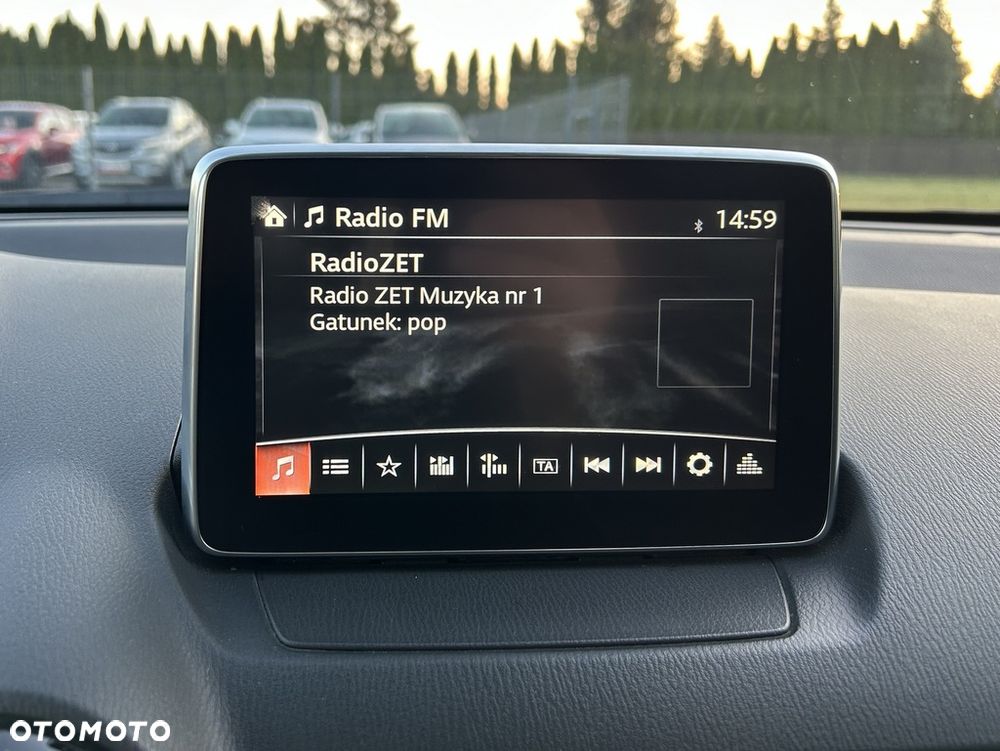 Radio FM
14:59
RadioZET
Radio ZET Muzyka nr 1
Gatunek: pop
TA
OTOMOTO